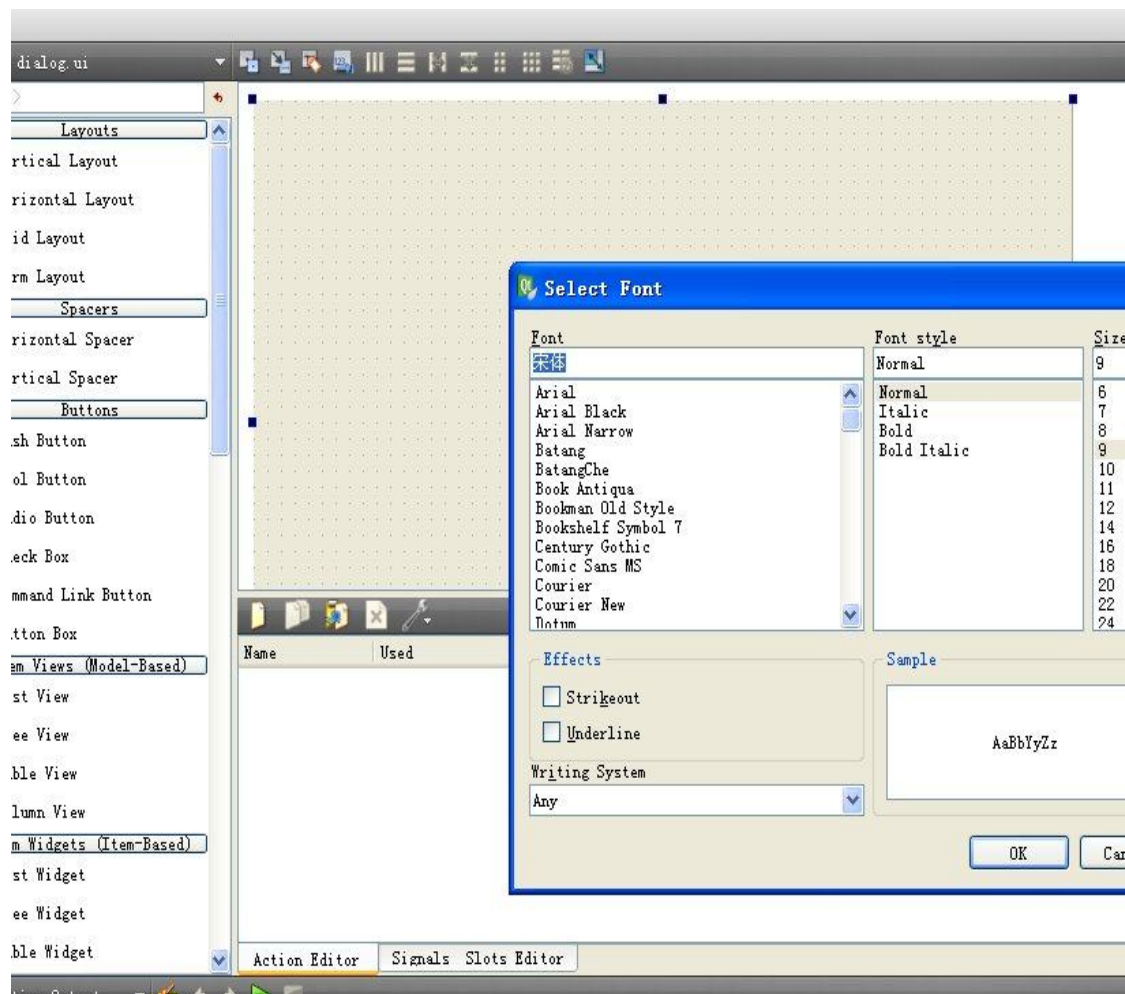 dialog.ui
Layouts
rtical Layout
rizontal Layout
id Layout
rm Layout
Spacers
rizontal Spacer
rtical Spacer
Buttons
sh Button
ol Button
dio Button
eck Box
mmand Link Button
tton Box
em Views (Model-Based)
st View
ee View
ble View
lumn View
m Widgets (Item-Based)
st Widget
ee Widget
ble Widget
Select Font
Font
宋体
Arial
Arial Black
Arial Narrow
Batang
BatangChe
Book Antiqua
Bookman Old Style
Bookshelf Symbol 7
Century Gothic
Comic Sans MS
Courier
Courier New
Dotum
Font style
Normal
Normal
Italic
Bold
Bold Italic
Size
9
6
7
8
9
10
11
12
14
16
18
20
22
24
Effects
Strikeout
Underline
Writing System
Any
Sample
AaBbYyZz
OK
Can
Name Used
Action Editor Signals Slots Editor